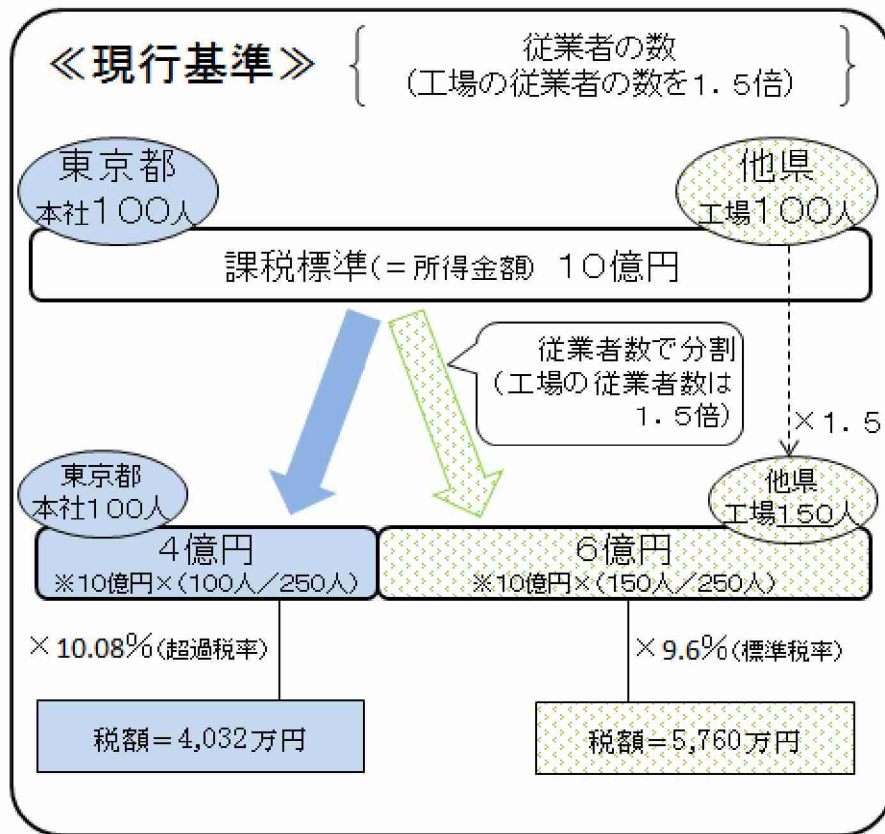 ≪現行基準≫
従業者の数
(工場の従業者の数を1.5倍)
東京都
本社100人
他県
工場100人
課税標準(=所得金額) 10億円
従業者数で分割
(工場の従業者数は
1.5倍)
×1.5
東京都
本社100人
他県
工場150人
4億円
※10億円×(100人/250人)
6億円
※10億円×(150人/250人)
×10.08%(超過税率)
×9.6%(標準税率)
税額=4,032万円
税額=5,760万円